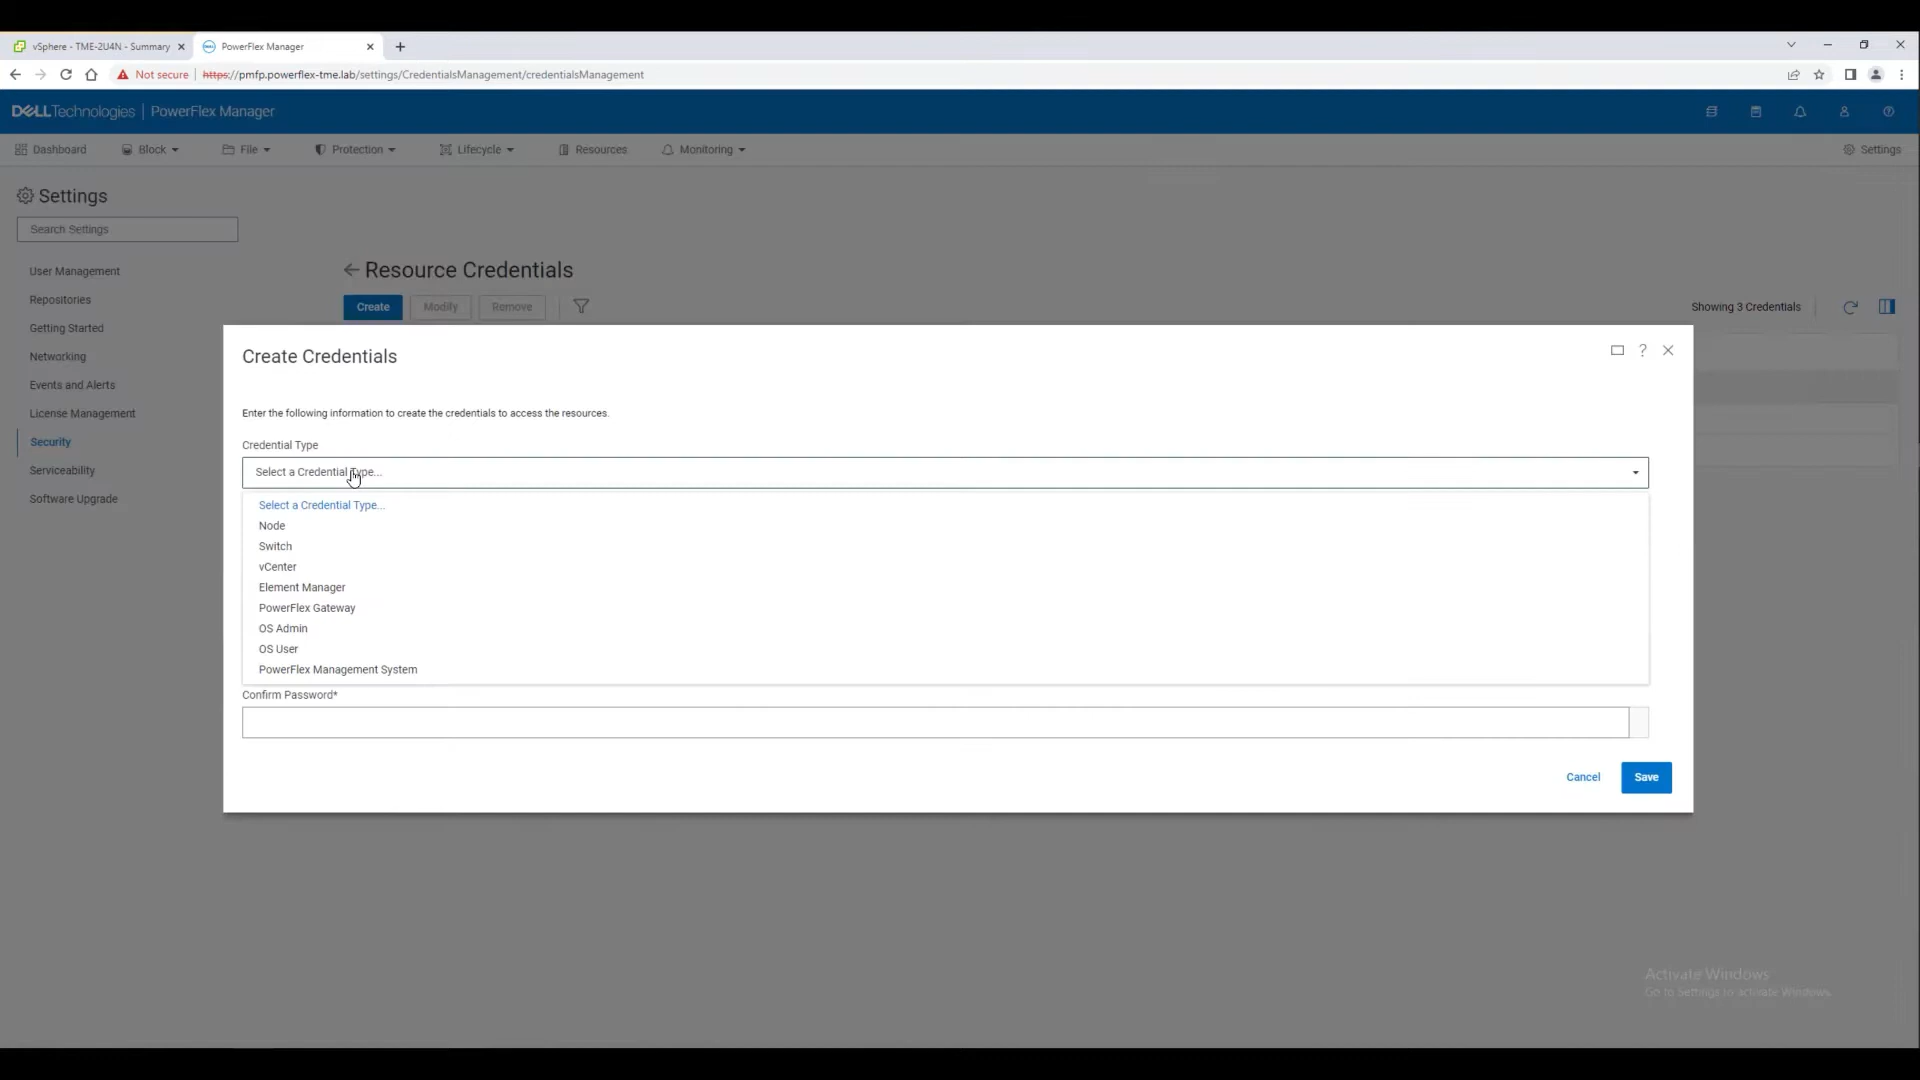 vSphere - TME-2U4N - Summary
PowerFlex Manager
Not secure
https://pmfp.powerflex-tme.lab/settings/CredentialsManagement/credentialsManagement
DELLTechnologies | PowerFlex Manager
Dashboard
Block
File
Protection
Lifecycle
Resources
Monitoring
Settings
Settings
Search Settings
User Management
Repositories
Getting Started
Networking
Events and Alerts
License Management
Security
Serviceability
Software Upgrade
Resource Credentials
Create
Modify
Remove
Showing 3 Credentials
Create Credentials
?
Enter the following information to create the credentials to access the resources.
Credential Type
Select a Credential Type...
Select a Credential Type...
Node
Switch
vCenter
Element Manager
PowerFlex Gateway
OS Admin
OS User
PowerFlex Management System
Confirm Password*
Cancel
Save
Activate Windows
Go to Settings to activate Windows.